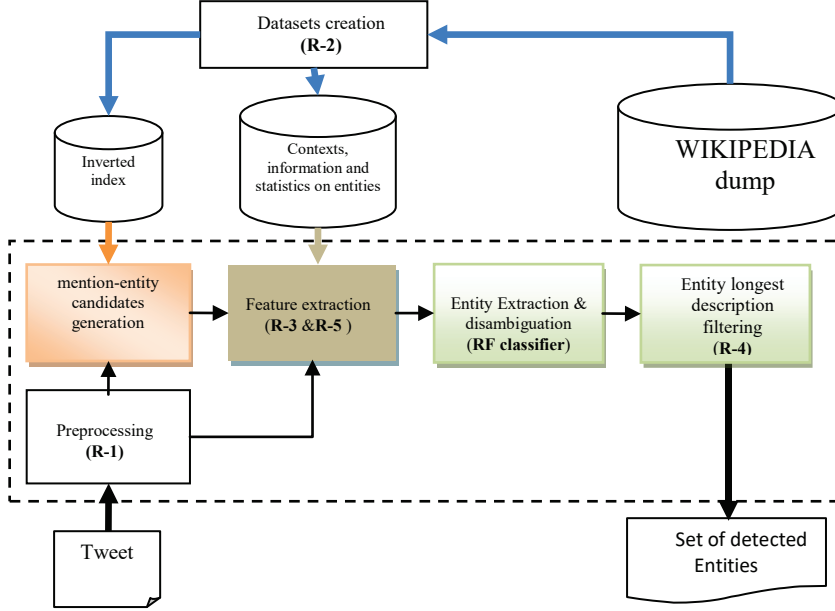 Datasets creation
(R-2)
Inverted
index
Contexts,
information and
statistics on entities
WIKIPEDIA
dump
mention-entity
candidates
generation
Feature extraction
(R-3 &R-5 )
Entity Extraction &
disambiguation
(RF classifier)
Entity longest
description
filtering
(R-4)
Preprocessing
(R-1)
Tweet
Set of detected
Entities